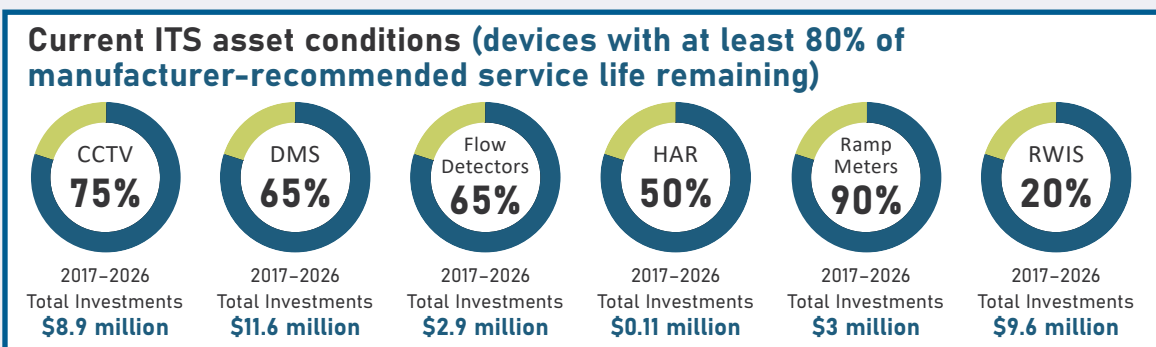 Current ITS asset conditions (devices with at least 80% of
manufacturer-recommended service life remaining)
CCTV
75%
2017–2026
Total Investments
$8.9 million
DMS
65%
2017–2026
Total Investments
$11.6 million
Flow
Detectors
65%
2017–2026
Total Investments
$2.9 million
HAR
50%
2017–2026
Total Investments
$0.11 million
Ramp
Meters
90%
2017–2026
Total Investments
$3 million
RWIS
20%
2017–2026
Total Investments
$9.6 million